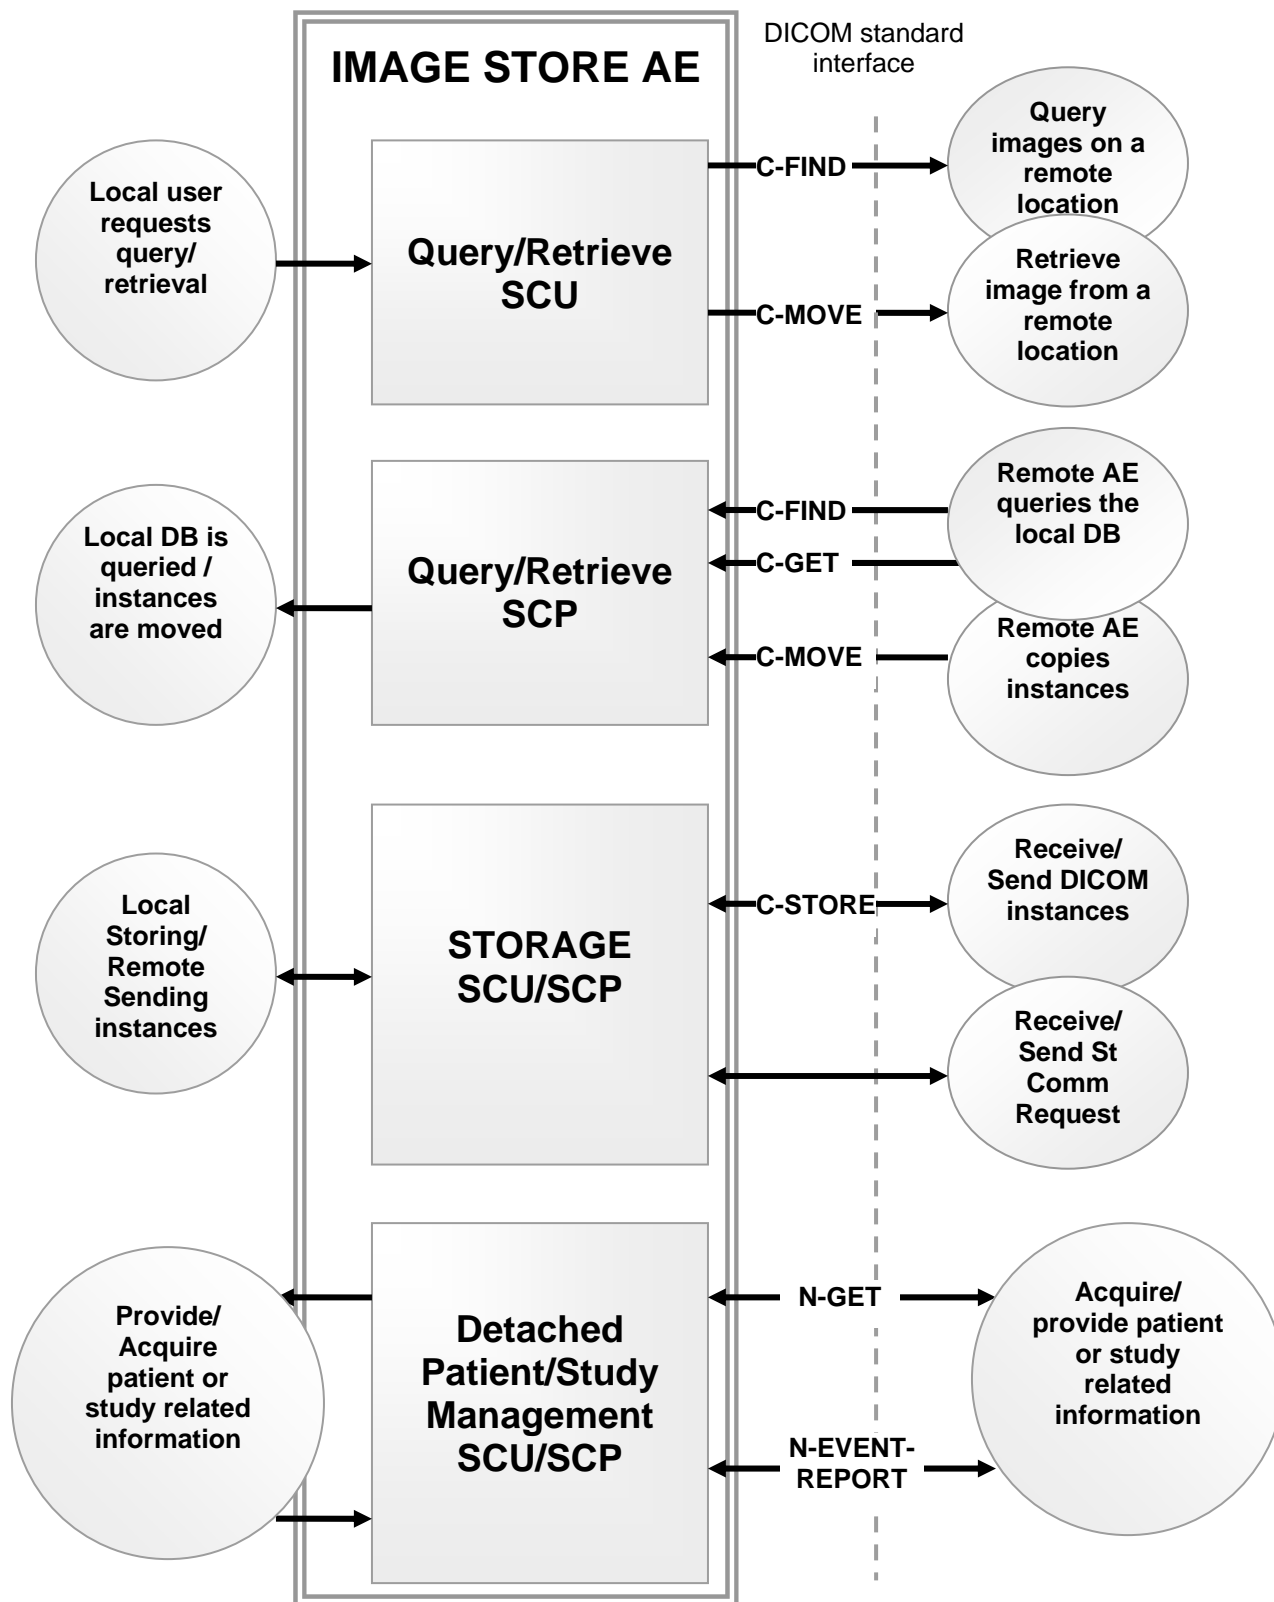 IMAGE STORE AE
DICOM standard
interface
Local user
requests
query/
retrieval
Query/Retrieve
SCU
C-FIND
C-MOVE
Query
images on a
remote
location
Retrieve
image from a
remote
location
Local DB is
queried /
instances
are moved
Query/Retrieve
SCP
C-FIND
C-GET
C-MOVE
Remote AE
queries the
local DB
Remote AE
copies
instances
Local
Storing/
Remote
Sending
instances
STORAGE
SCU/SCP
C-STORE
Receive/
Send DICOM
instances
Receive/
Send St
Comm
Request
Provide/
Acquire
patient or
study related
information
Detached
Patient/Study
Management
SCU/SCP
N-GET
N-EVENT-
REPORT
Acquire/
provide patient
or study
related
information